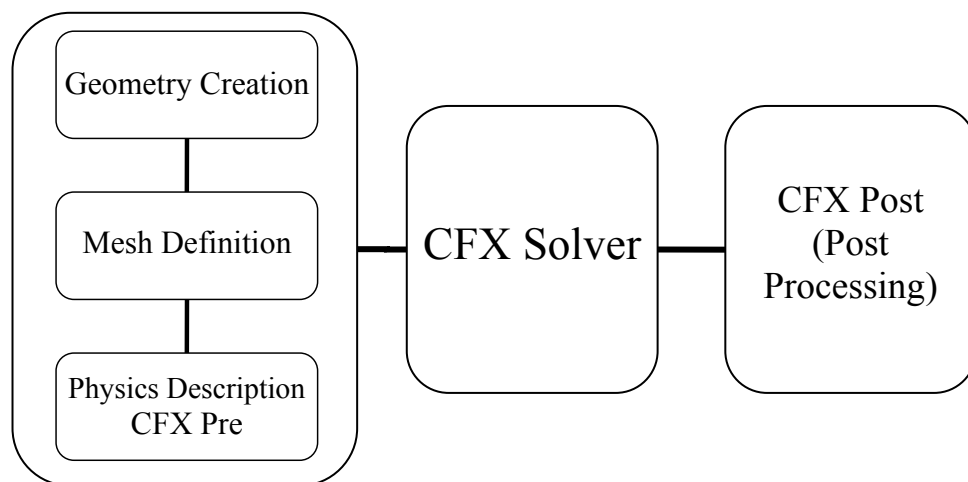 Geometry Creation
Mesh Definition
Physics Description
CFX Pre
CFX Solver
CFX Post
(Post
Processing)